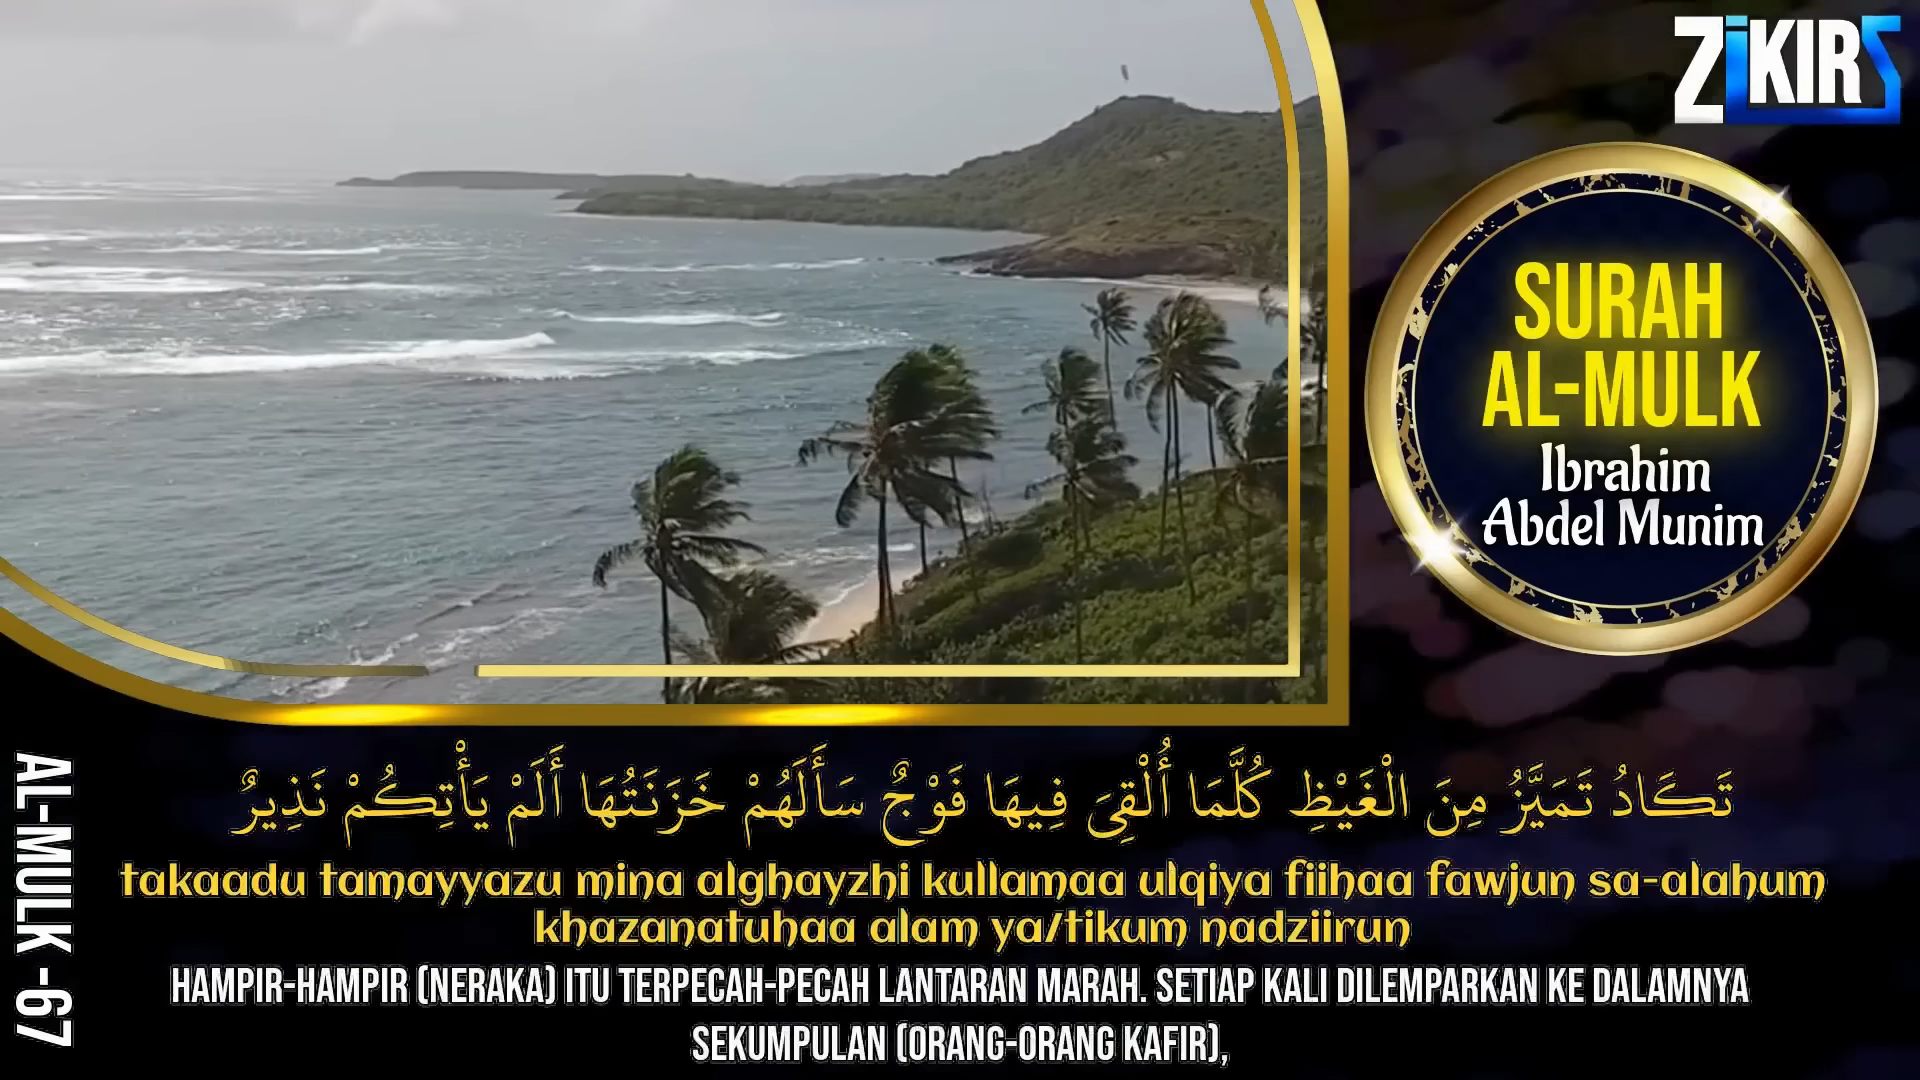 ZiKIRZ
SURAH
AL-MULK
Ibrahim
Abdel Munim
تَكَادُ تَمَيَّزُ مِنَ الْغَيْظِ كُلَّمَا أُلْقِىَ فِيهَا فَوْجٌ سَأَلَهُمْ خَزَنَتُهَا أَلَمْ يَأْتِكُمْ نَذِيرٌ
takaadu tamayyazu mina alghayzhi kullamaa ulqiya fiihaa fawjun sa-alahum
khazanatuhaa alam ya/tikum nadziirun
HAMPIR-HAMPIR (NERAKA) ITU TERPECAH-PECAH LANTARAN MARAH. SETIAP KALI DILEMPARKAN KE DALAMNYA
SEKUMPULAN (ORANG-ORANG KAFIR),
AL-MULK -67